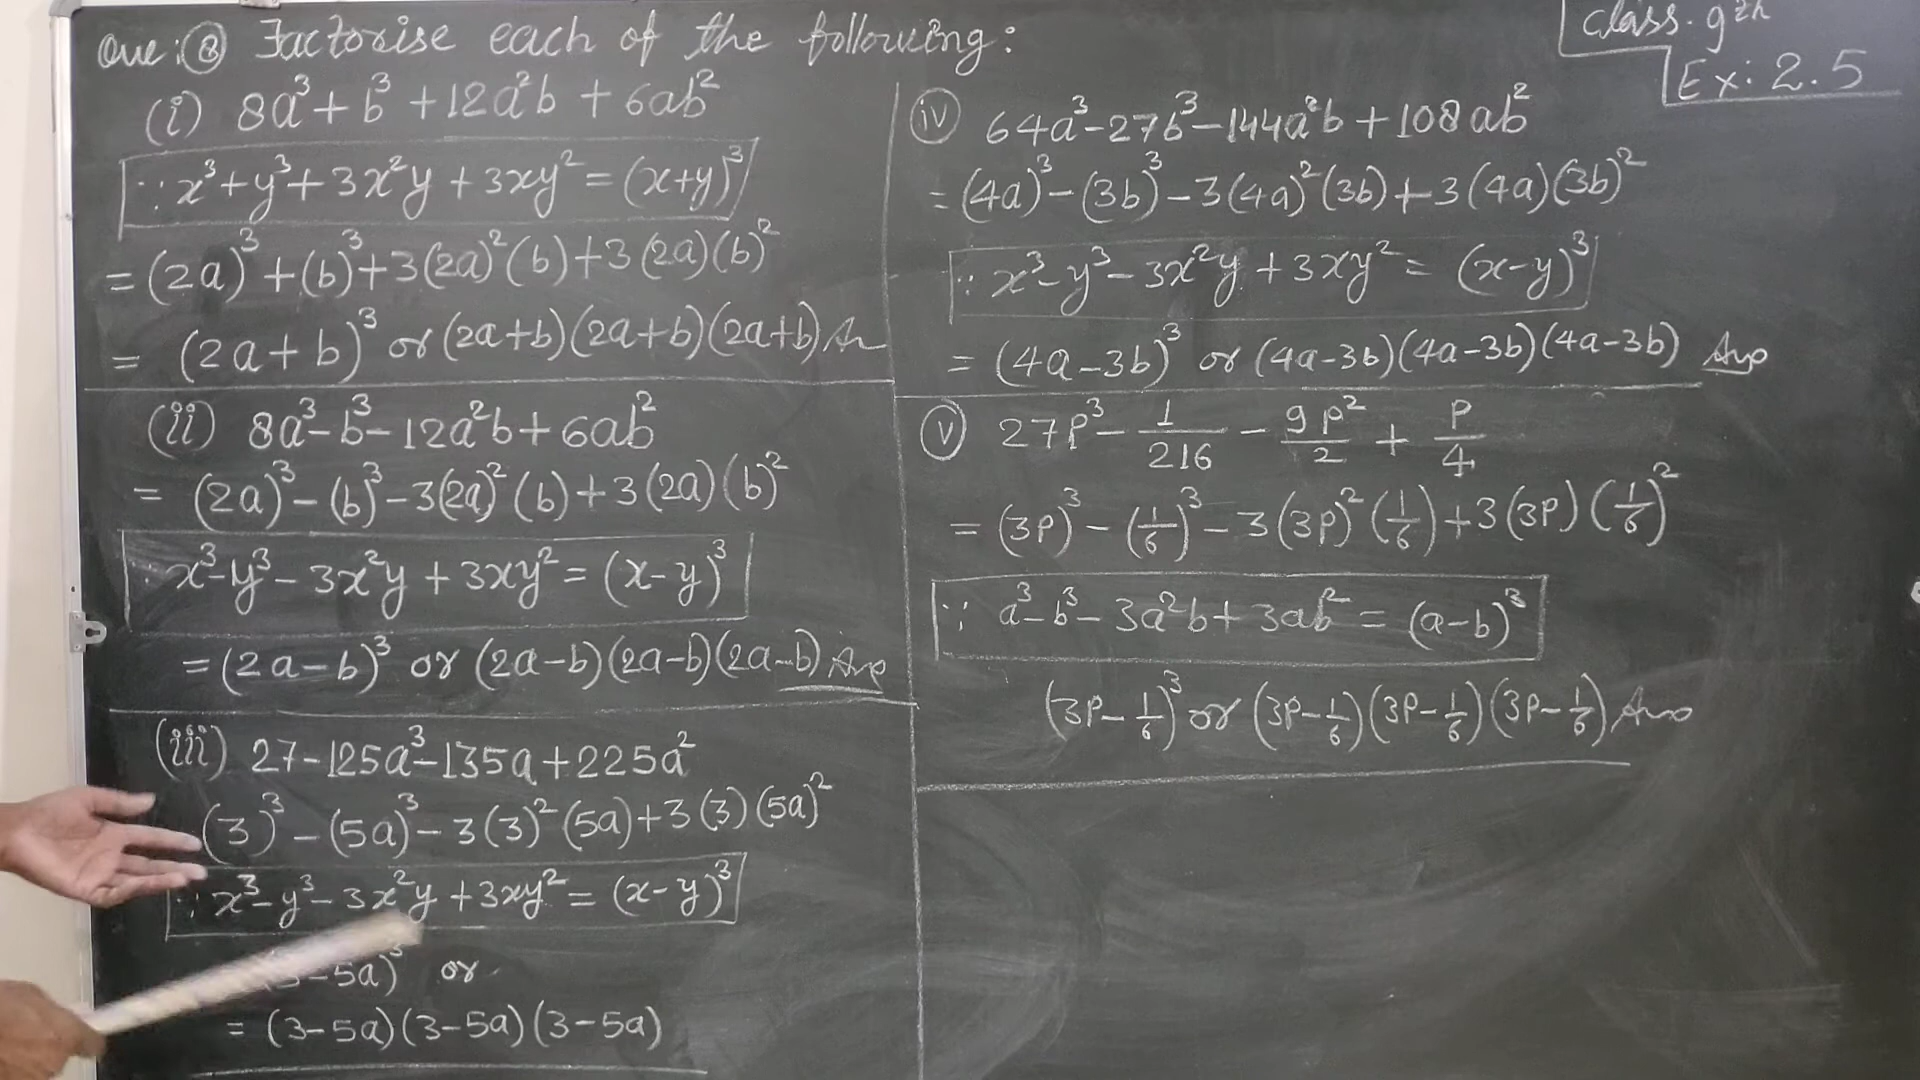 Que:⑧ Factorise each of the following:
Class. 9th
Ex: 2.5
(i) 8a³ + b³ + 12a²b + 6ab²
∵ x³ + y³ + 3x²y + 3xy² = (x+y)³
= (2a)³ + (b)³ + 3(2a)²(b) + 3(2a)(b)²
= (2a + b)³ or (2a+b)(2a+b)(2a+b) An
(ii) 8a³ - b³ - 12a²b + 6ab²
= (2a)³ - (b)³ - 3(2a)²(b) + 3(2a)(b)²
∵ x³ - y³ - 3x²y + 3xy² = (x-y)³
= (2a - b)³ or (2a-b)(2a-b)(2a-b) Ans
(iii) 27 - 125a³ - 135a + 225a²
(3)³ - (5a)³ - 3(3)²(5a) + 3(3)(5a)²
∵ x³ - y³ - 3x²y + 3xy² = (x-y)³
(3-5a)³ or
= (3-5a)(3-5a)(3-5a)
(iv) 64a³ - 27b³ - 144a²b + 108ab²
= (4a)³ - (3b)³ - 3(4a)²(3b) + 3(4a)(3b)²
∵ x³ - y³ - 3x²y + 3xy² = (x-y)³
= (4a - 3b)³ or (4a-3b)(4a-3b)(4a-3b) Ans
(v) 27P³ - 1/216 - 9P²/2 + P/4
= (3P)³ - (1/6)³ - 3(3P)²(1/6) + 3(3P)(1/6)²
∵ a³ - b³ - 3a²b + 3ab² = (a-b)³
(3P - 1/6)³ or (3P-1/6)(3P-1/6)(3P-1/6) Ans